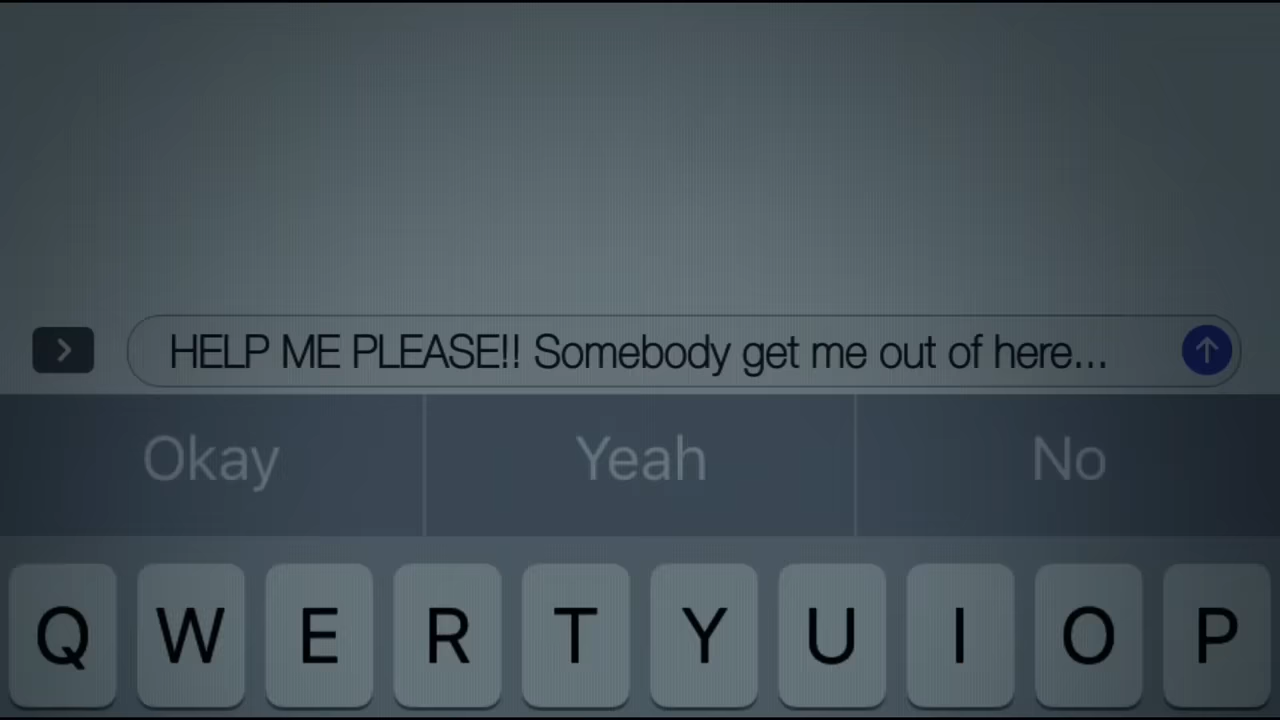 HELP ME PLEASE!! Somebody get me out of here...
Okay Yeah No
Q W E R T Y U I O P